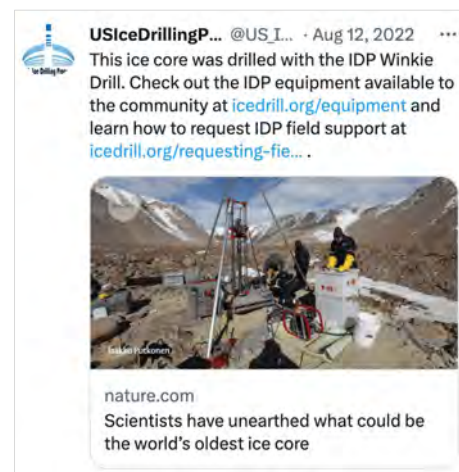 USIceDrillingP... @US_I... · Aug 12, 2022 ...
This ice core was drilled with the IDP Winkie
Drill. Check out the IDP equipment available to
the community at icedrill.org/equipment and
learn how to request IDP field support at
icedrill.org/requesting-fie... .
Jaakko Putkonen
nature.com
Scientists have unearthed what could be
the world's oldest ice core